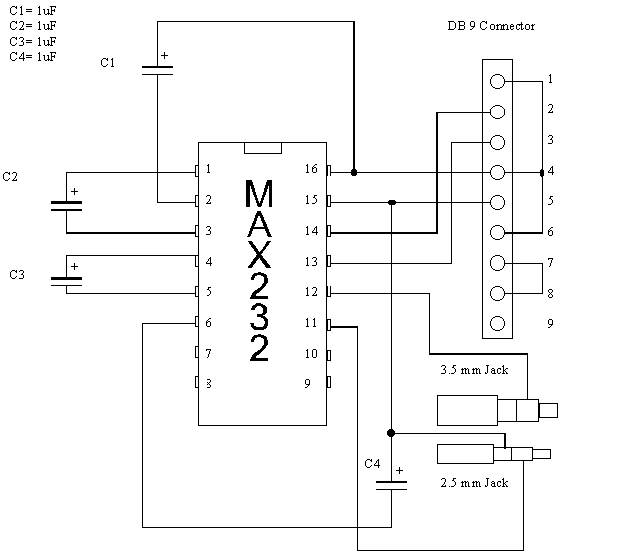 C1= 1uF
C2= 1uF
C3= 1uF
C4= 1uF
DB 9 Connector
C1
+
1
2
3
4
5
6
7
8
9
C2
+
C3
+
1
2
3
4
5
6
7
8
16
15
14
13
12
11
10
9
MAX232
3.5 mm Jack
C4
+
2.5 mm Jack